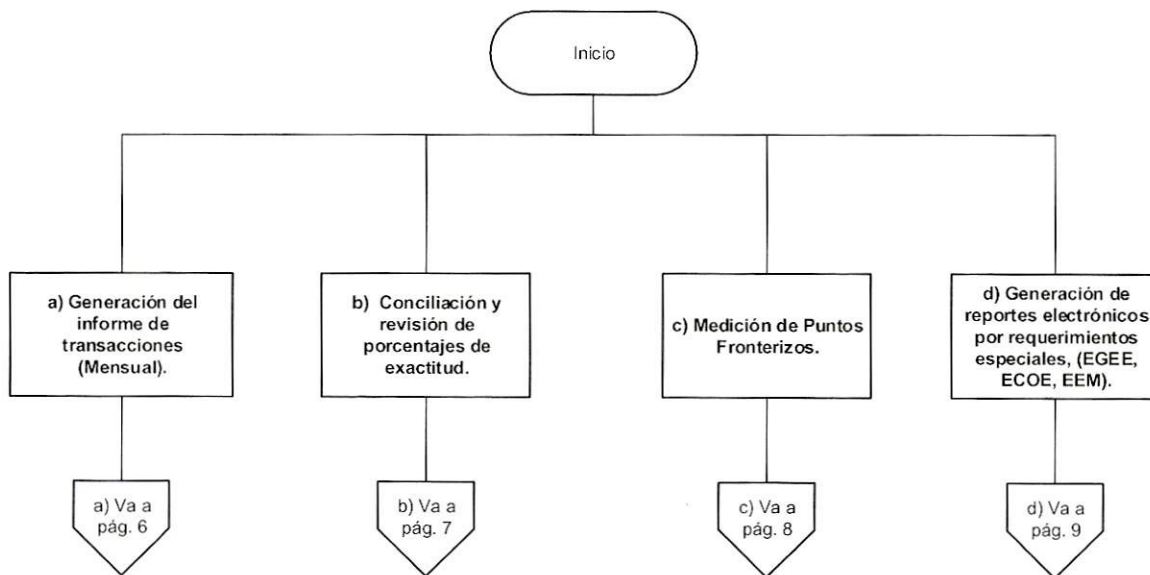 Inicio
a) Generación del
informe de
transacciones
(Mensual).
b) Conciliación y
revisión de
porcentajes de
exactitud.
c) Medición de Puntos
Fronterizos.
d) Generación de
reportes electrónicos
por requerimientos
especiales, (EGEE,
ECOE, EEM).
a) Va a
pág. 6
b) Va a
pág. 7
c) Va a
pág. 8
d) Va a
pág. 9